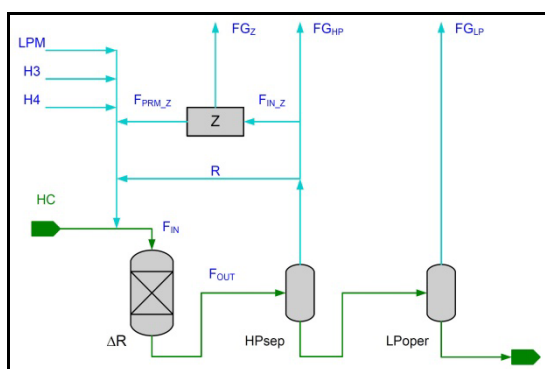 FGZ
FGHP
FGLP
LPM
H3
H4
FPRM_Z
FIN_Z
Z
R
HC
FIN
FOUT
ΔR
HPsep
LPoper